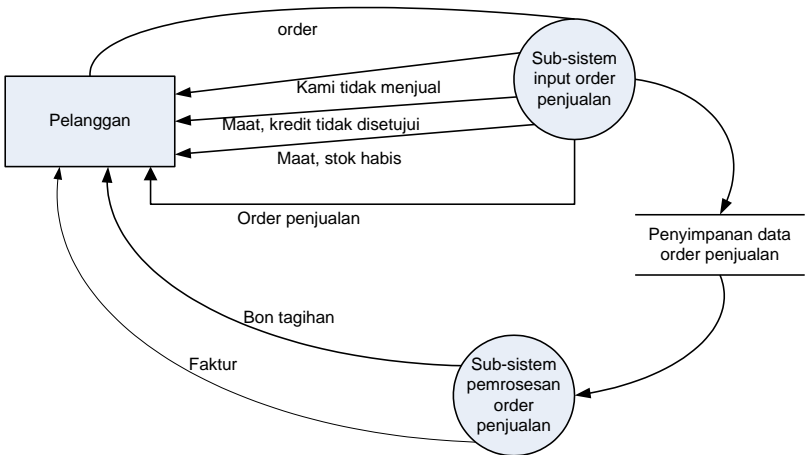 order
Sub-sistem
input order
penjualan
Kami tidak menjual
Pelanggan
Maat, kredit tidak disetujui
Maat, stok habis
Order penjualan
Penyimpanan data
order penjualan
Bon tagihan
Faktur
Sub-sistem
pemrosesan
order
penjualan